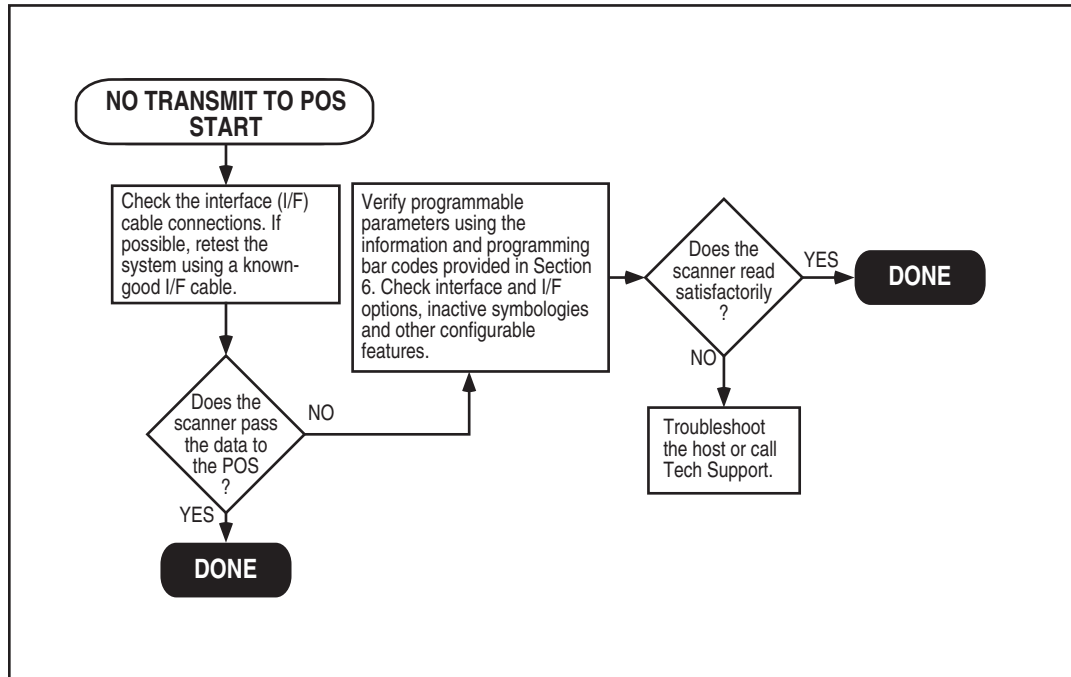 NO TRANSMIT TO POS
START
Check the interface (I/F)
cable connections. If
possible, retest the
system using a known-
good I/F cable.
Does the
scanner pass
the data to
the POS
?
NO
YES
DONE
Verify programmable
parameters using the
information and programming
bar codes provided in Section
6. Check interface and I/F
options, inactive symbologies
and other configurable
features.
Does the
scanner read
satisfactorily
?
YES
DONE
NO
Troubleshoot
the host or call
Tech Support.